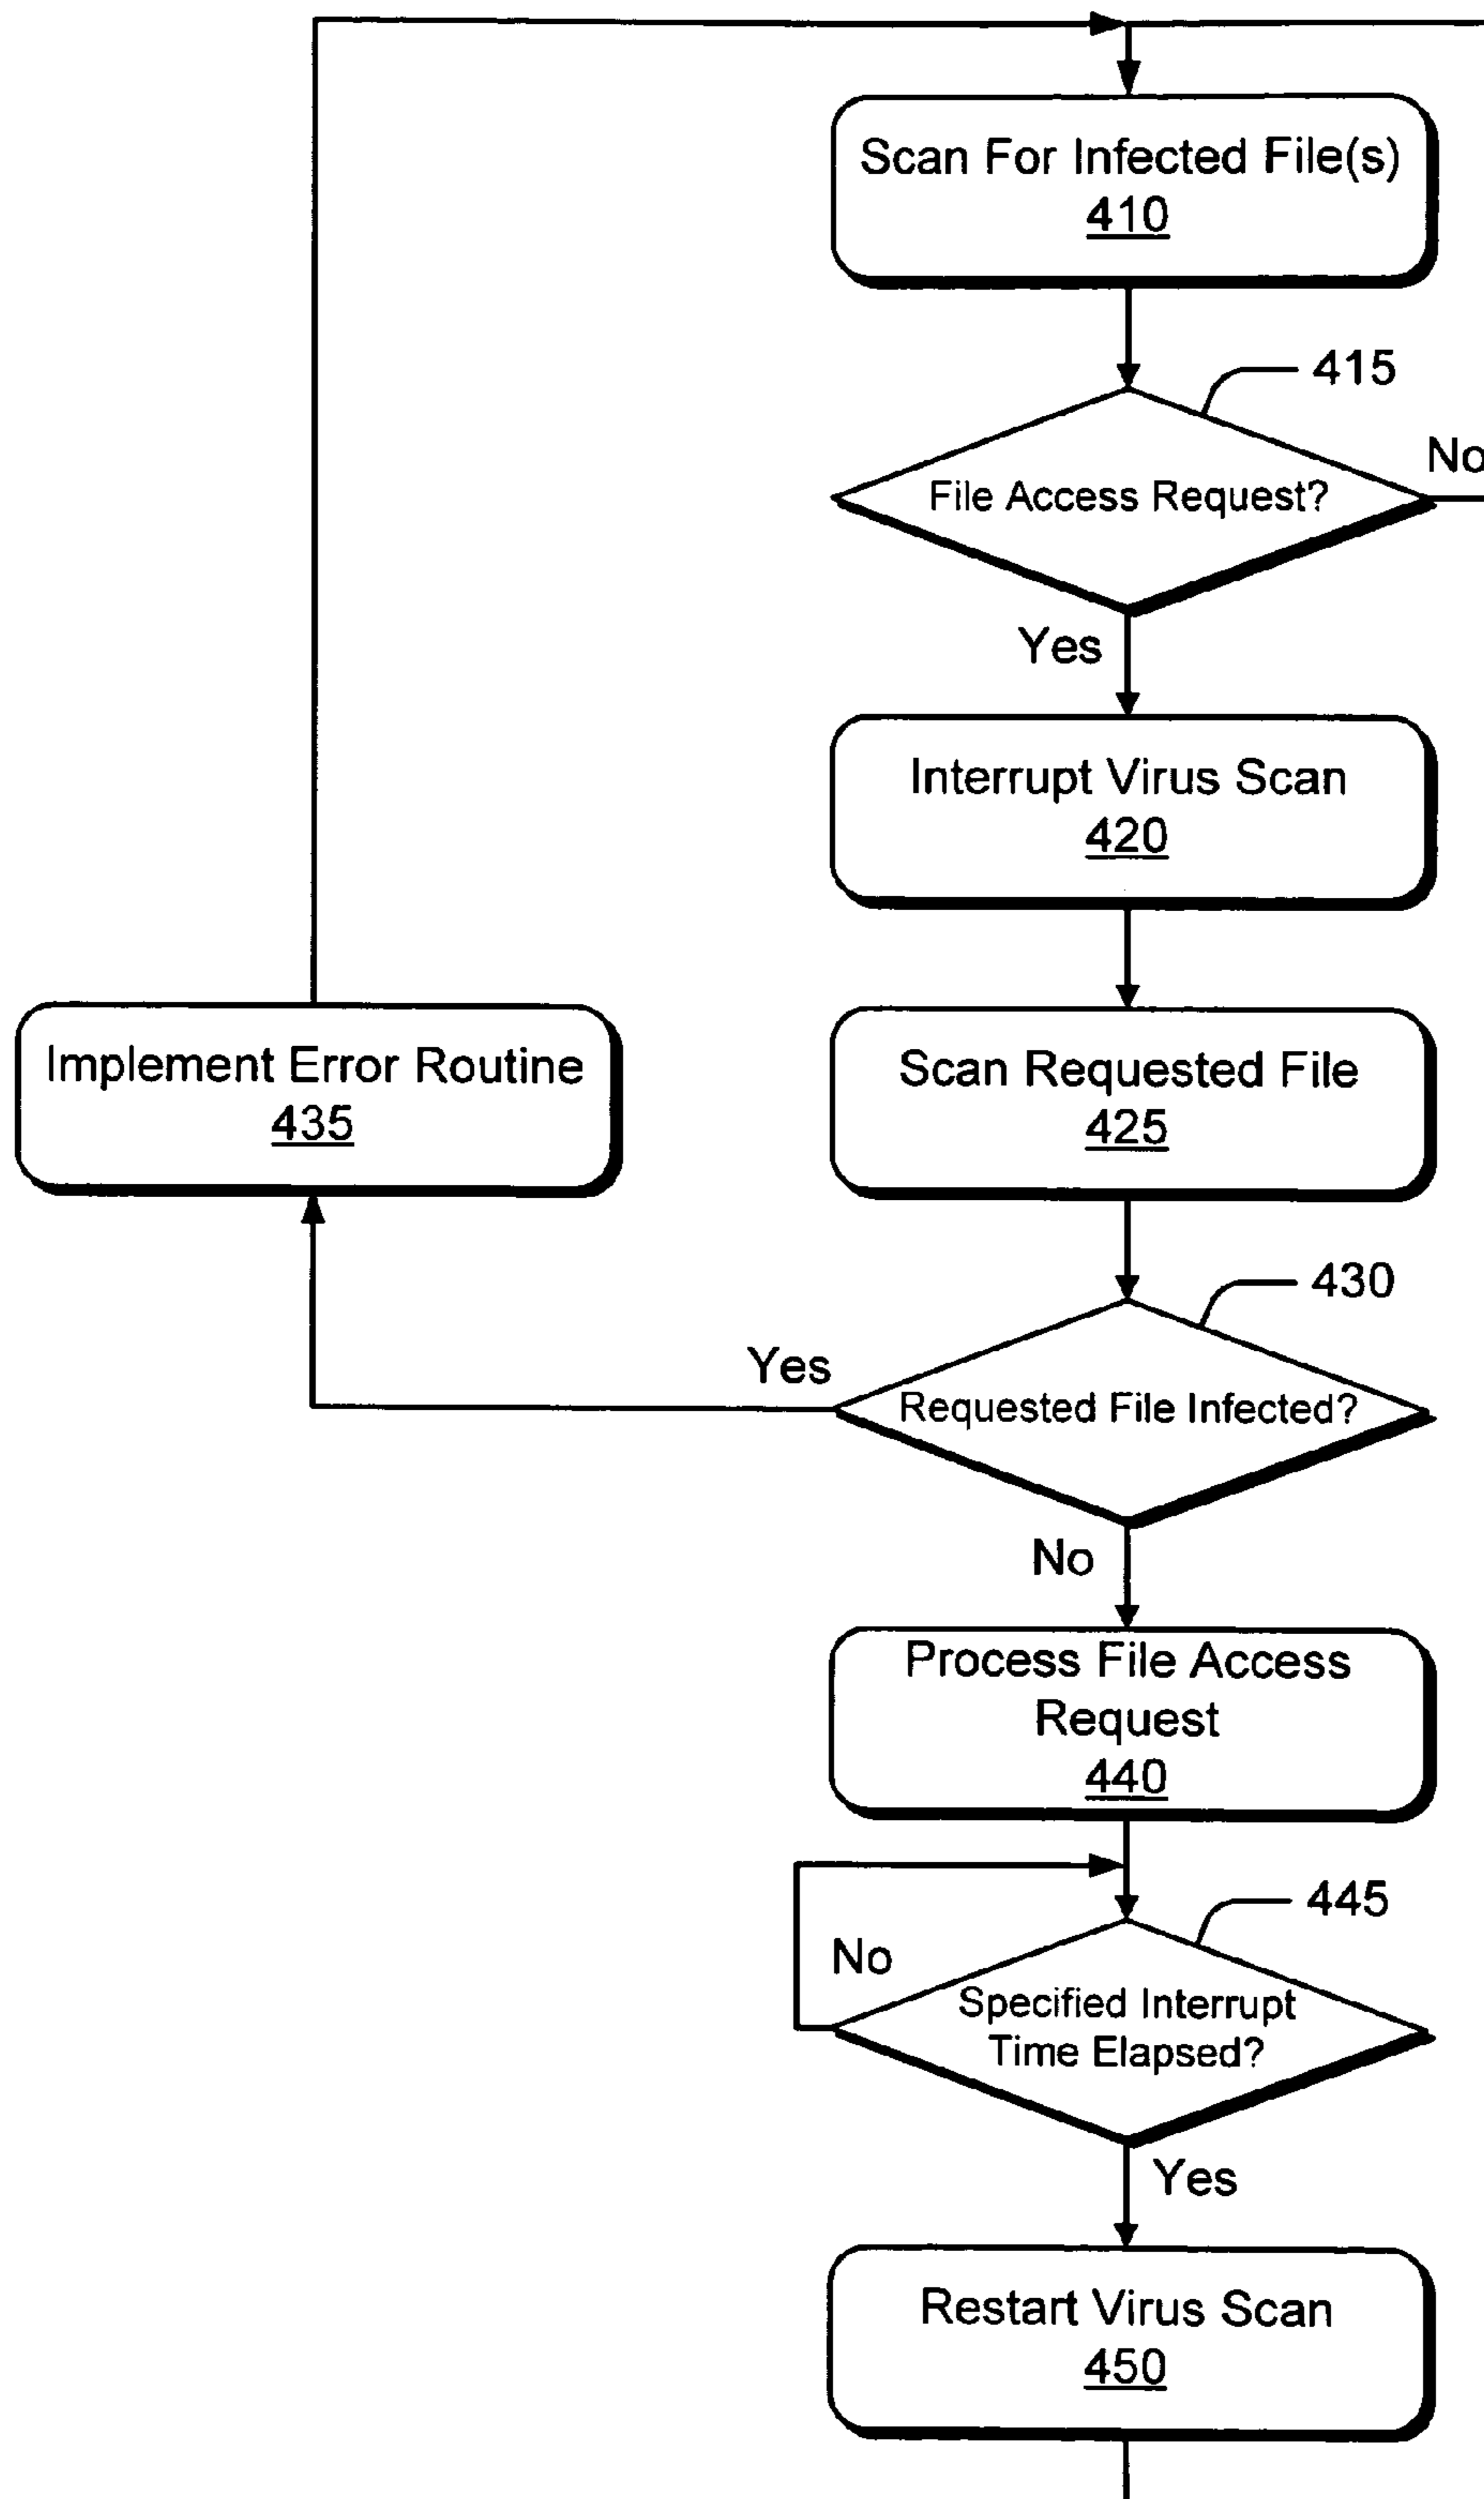 Scan For Infected File(s)
410
415
File Access Request?
No
Yes
Interrupt Virus Scan
420
Implement Error Routine
435
Scan Requested File
425
430
Yes
Requested File Infected?
No
Process File Access
Request
440
445
No
Specified Interrupt
Time Elapsed?
Yes
Restart Virus Scan
450